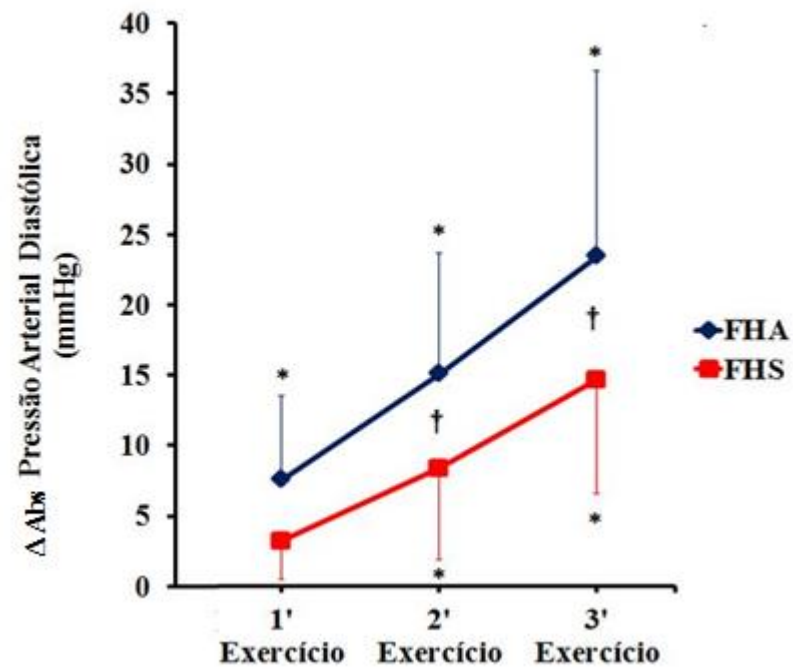 40
35
30
25
20
15
10
5
0
Δ Abs Pressão Arterial Diastólica
(mmHg)
*
*
*
†
†
*
*
FHA
FHS
1' 2' 3'
Exercício Exercício Exercício